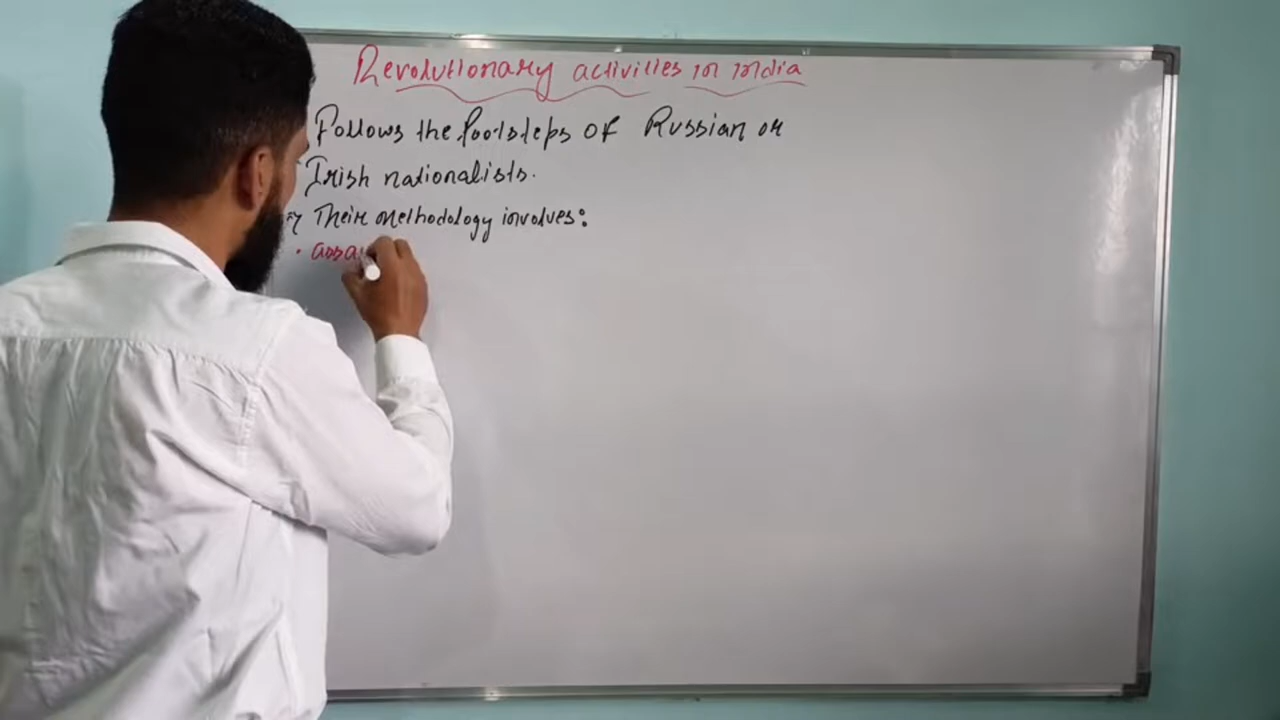 Revolutionary activities in india
Follows the footsteps of Russian or
Irish nationalists.
Their methodology involves: